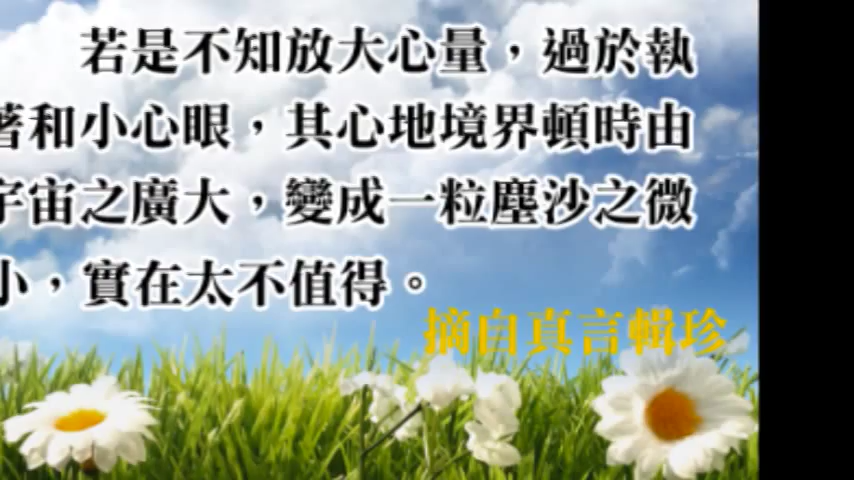 若是不知放大心量，過於執
著和小心眼，其心地境界頓時由
宇宙之廣大，變成一粒塵沙之微
小，實在太不值得。
摘自真言輯珍